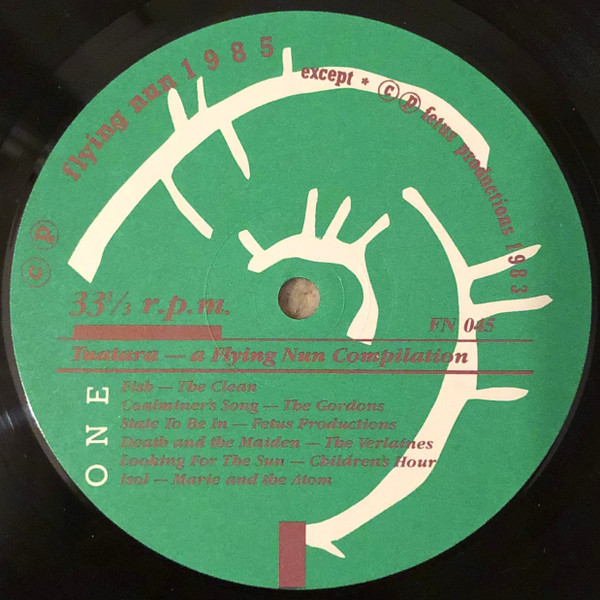 ⓒ ⓟ flying nun 1985
except * ⓒ ⓟ fetus productions 1983
33⅓ r.p.m.
FN 045
Tuatara — a Flying Nun Compilation
ONE
Fish — The Clean
Coalminer's Song — The Gordons
State To Be In — Fetus Productions
Death and the Maiden — The Verlaines
Looking For The Sun — Children's Hour
Isol — Marie and the Atom